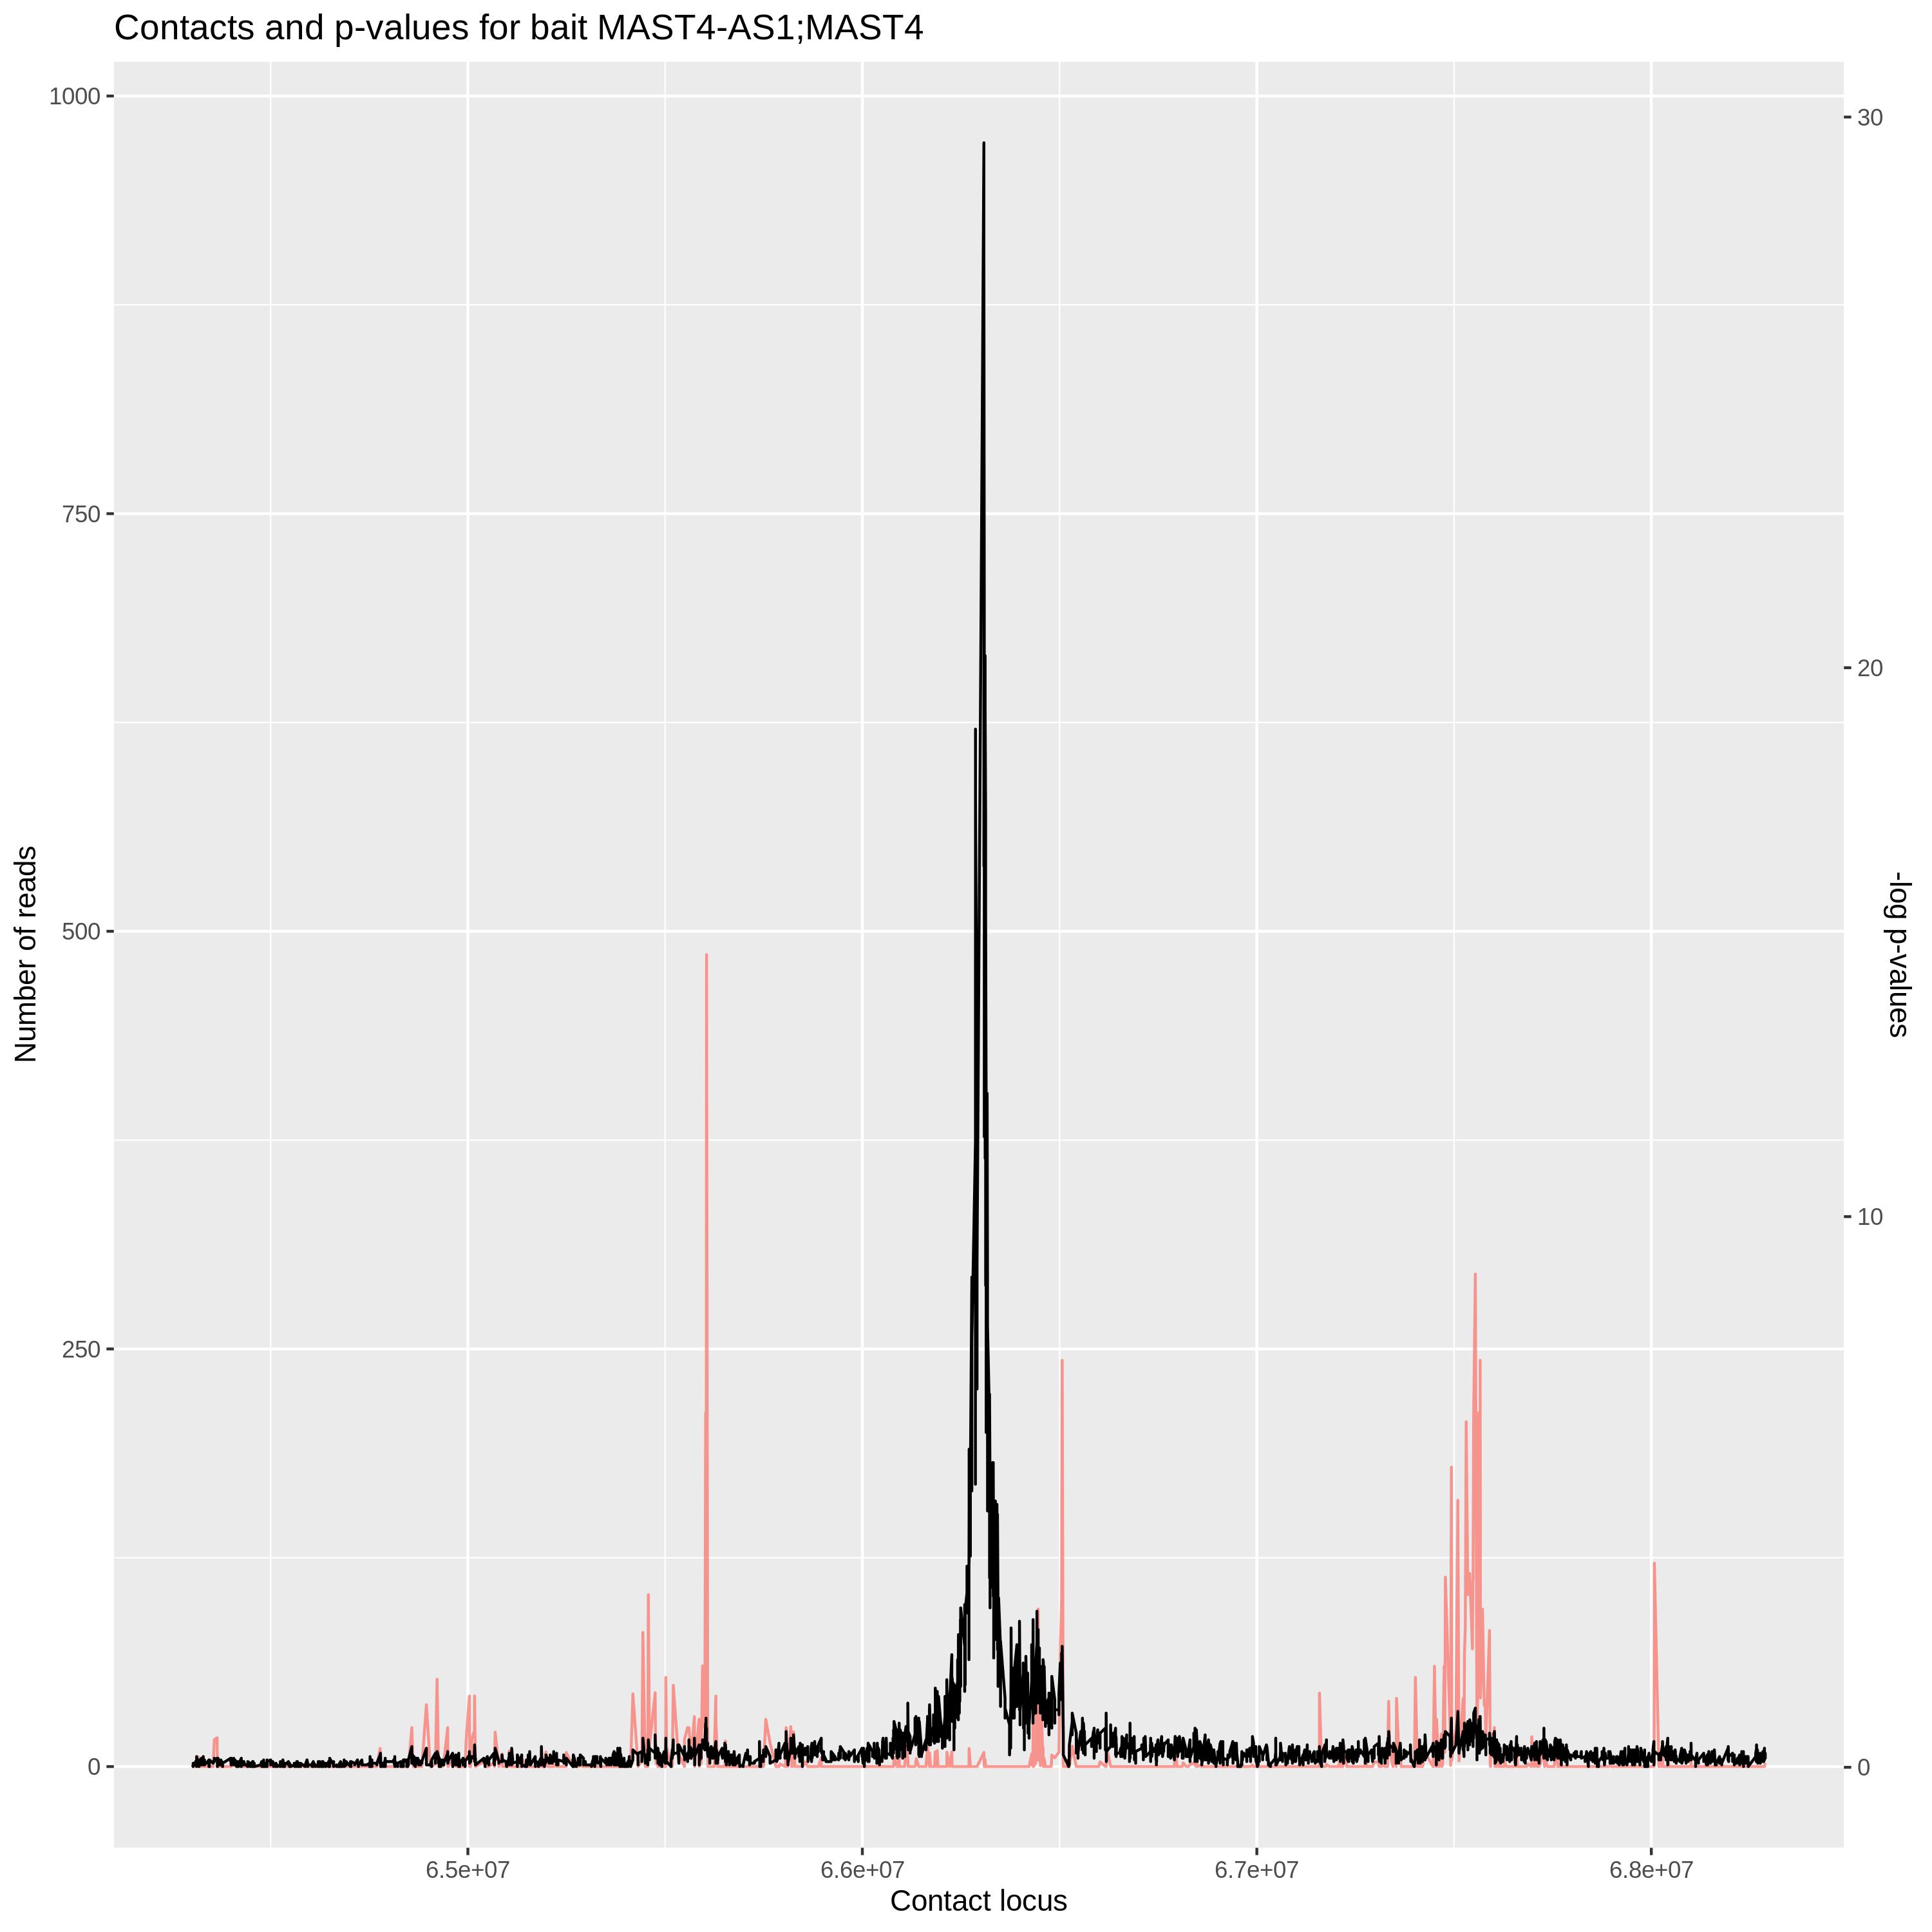 Contacts and p-values for bait MAST4-AS1;MAST4
1000
750
500
250
0
Number of reads
30
20
10
0
-log p-values
6.5e+07
6.6e+07
6.7e+07
6.8e+07
Contact locus